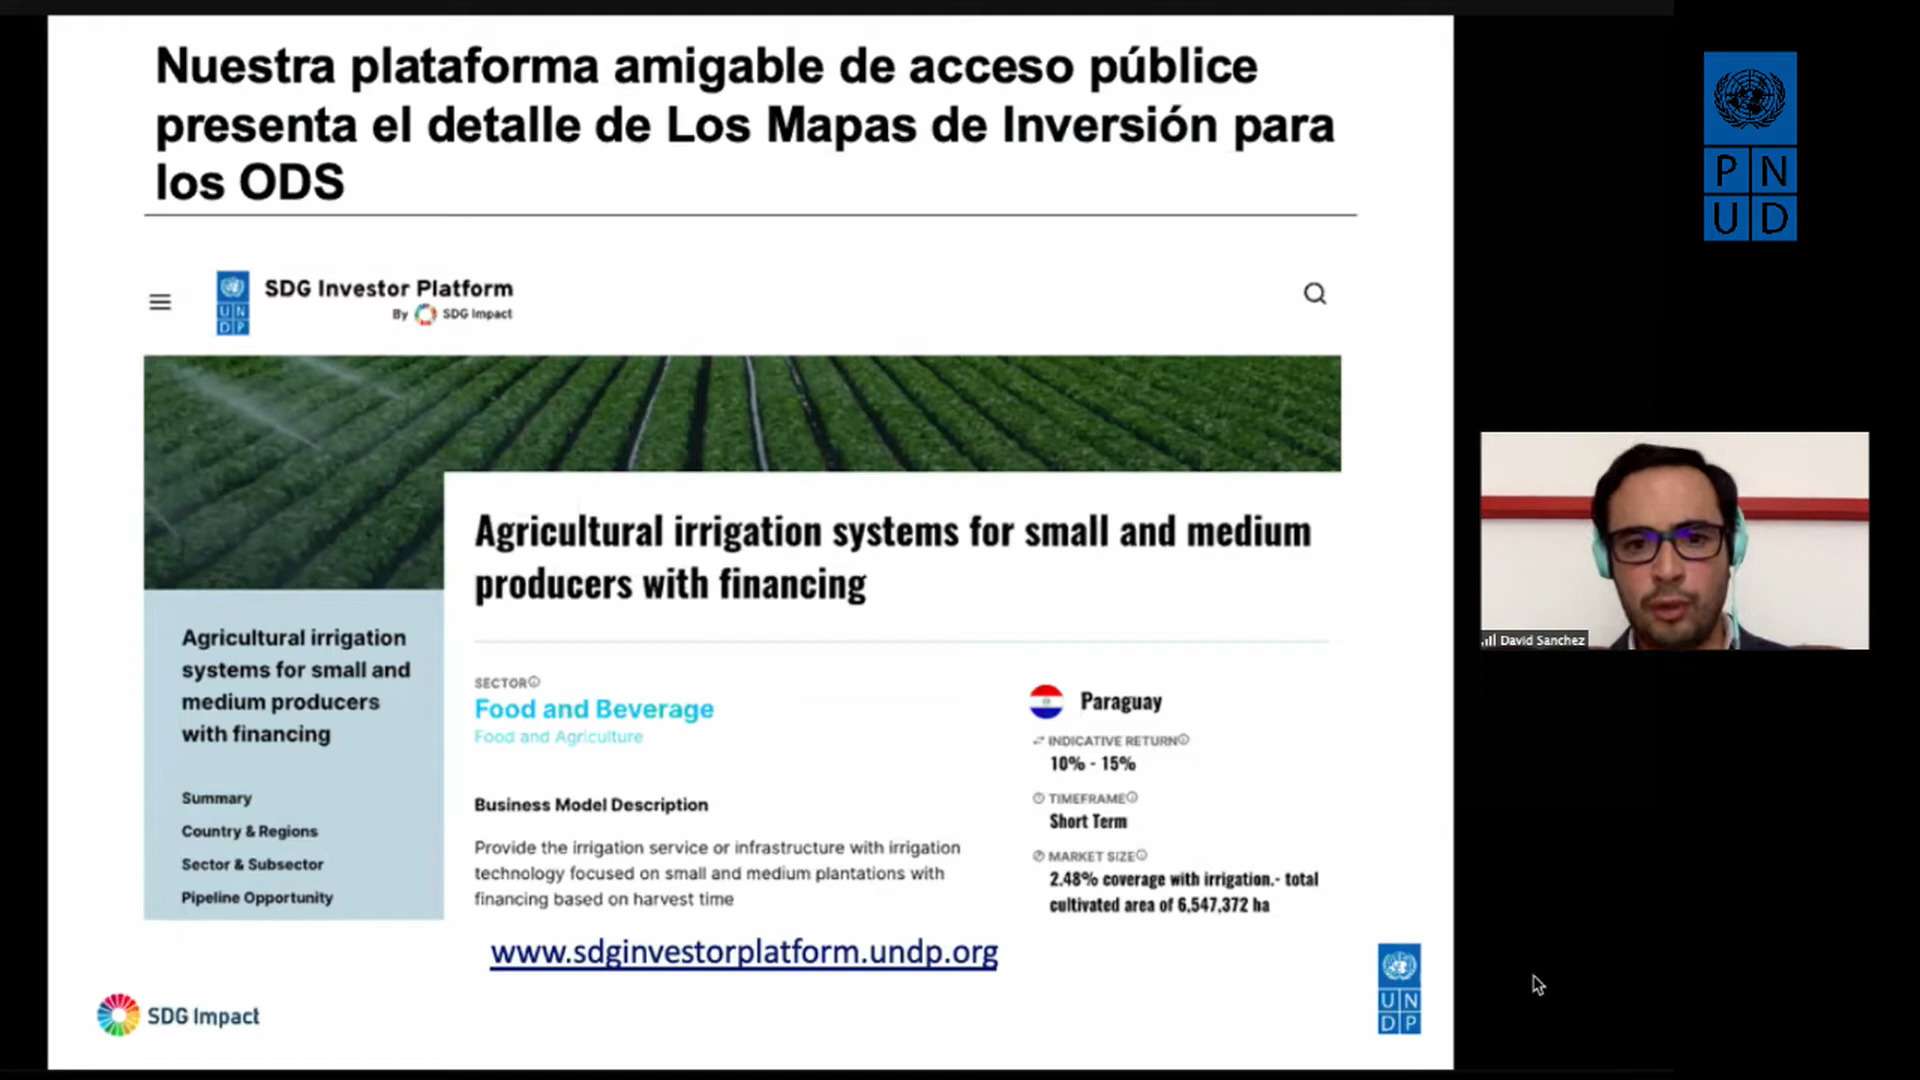 Nuestra plataforma amigable de acceso públice
presenta el detalle de Los Mapas de Inversión para
los ODS
P N
U D
U N
D P
SDG Investor Platform
By SDG Impact
Agricultural irrigation systems for small and medium
producers with financing
Agricultural irrigation
systems for small and
medium producers
with financing
Summary
Country & Regions
Sector & Subsector
Pipeline Opportunity
SECTOR
Food and Beverage
Food and Agriculture
Business Model Description
Provide the irrigation service or infrastructure with irrigation
technology focused on small and medium plantations with
financing based on harvest time
Paraguay
INDICATIVE RETURN
10% - 15%
TIMEFRAME
Short Term
MARKET SIZE
2.48% coverage with irrigation.- total
cultivated area of 6,547,372 ha
David Sanchez
www.sdginvestorplatform.undp.org
SDG Impact
U N
D P